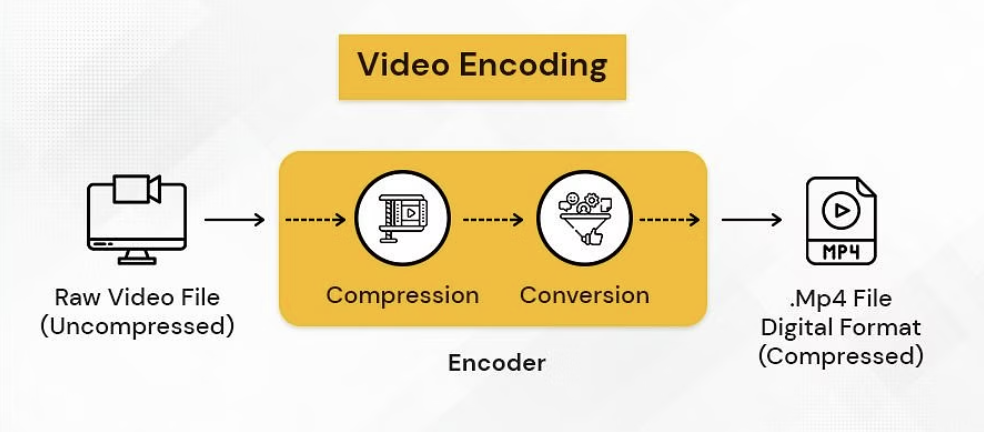 Video Encoding
Raw Video File
(Uncompressed)
Compression
Conversion
Encoder
MP4
.Mp4 File
Digital Format
(Compressed)